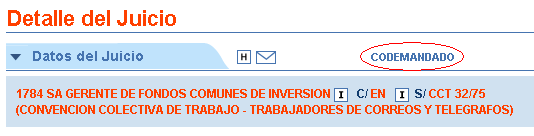 Detalle del Juicio
Datos del Juicio H CODEMANDADO
1784 SA GERENTE DE FONDOS COMUNES DE INVERSION I C/ EN I S/ CCT 32/75
(CONVENCION COLECTIVA DE TRABAJO - TRABAJADORES DE CORREOS Y TELEGRAFOS)